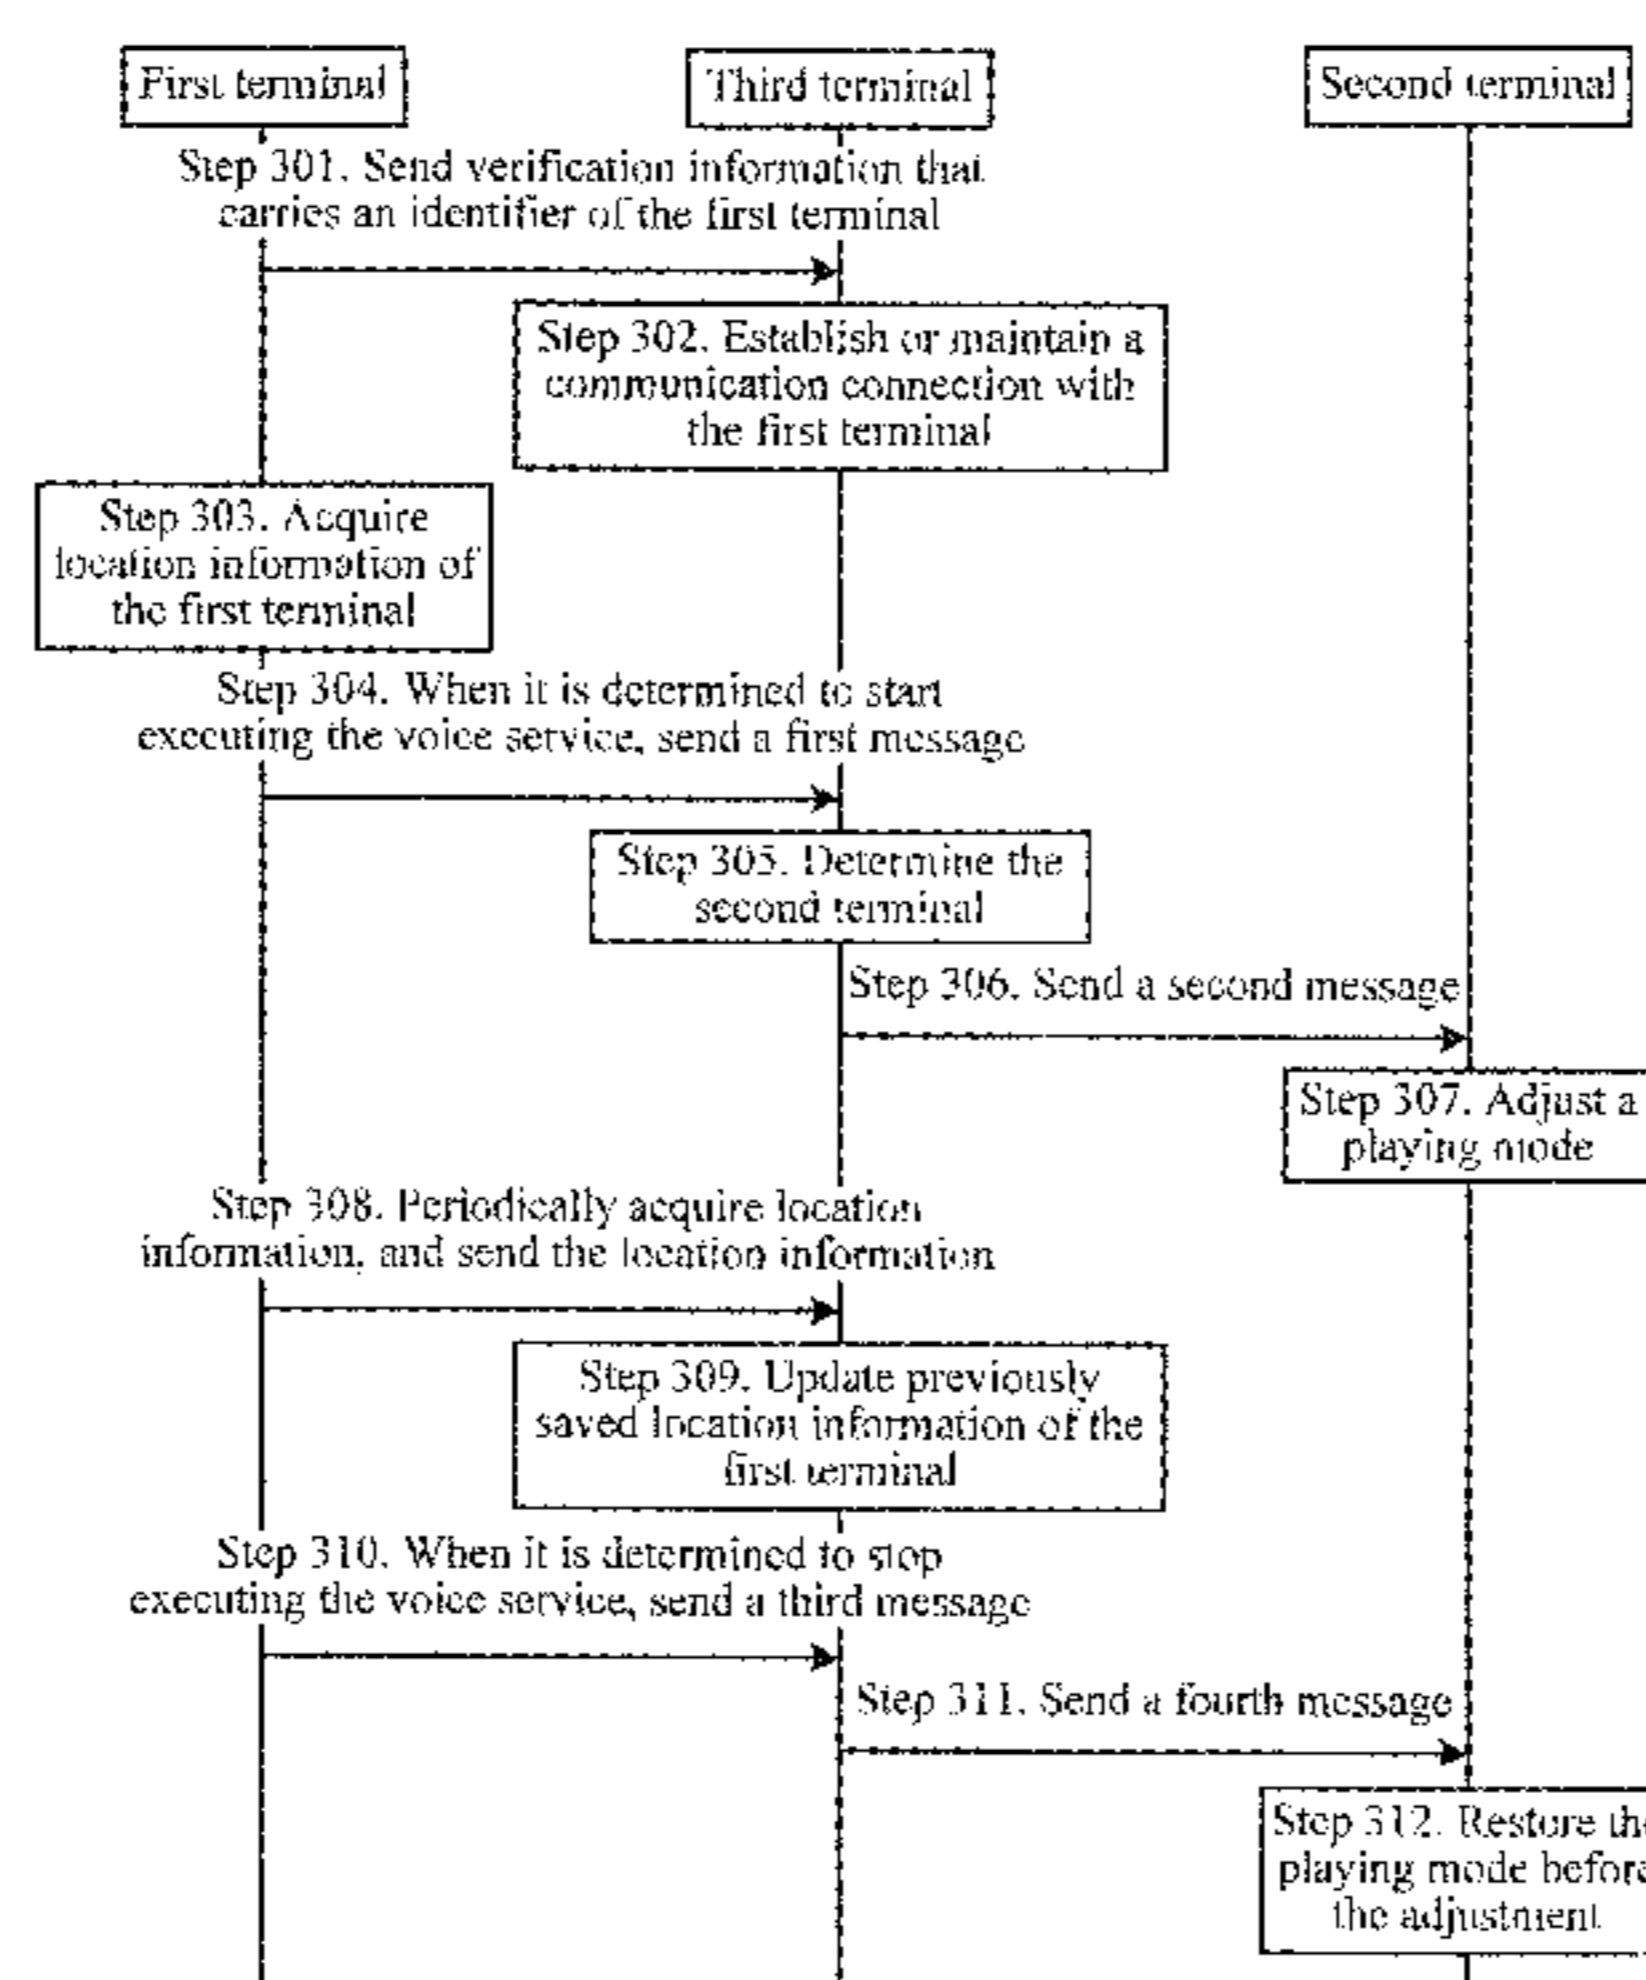 First terminal
Third terminal
Second terminal
Step 301. Send verification information that
carries an identifier of the first terminal
Step 302. Establish or maintain a
communication connection with
the first terminal
Step 303. Acquire
location information of
the first terminal
Step 304. When it is determined to start
executing the voice service, send a first message
Step 305. Determine the
second terminal
Step 306. Send a second message
Step 307. Adjust a
playing mode
Step 308. Periodically acquire location
information, and send the location information
Step 309. Update previously
saved location information of the
first terminal
Step 310. When it is determined to stop
executing the voice service, send a third message
Step 311. Send a fourth message
Step 312. Restore the
playing mode before
the adjustment